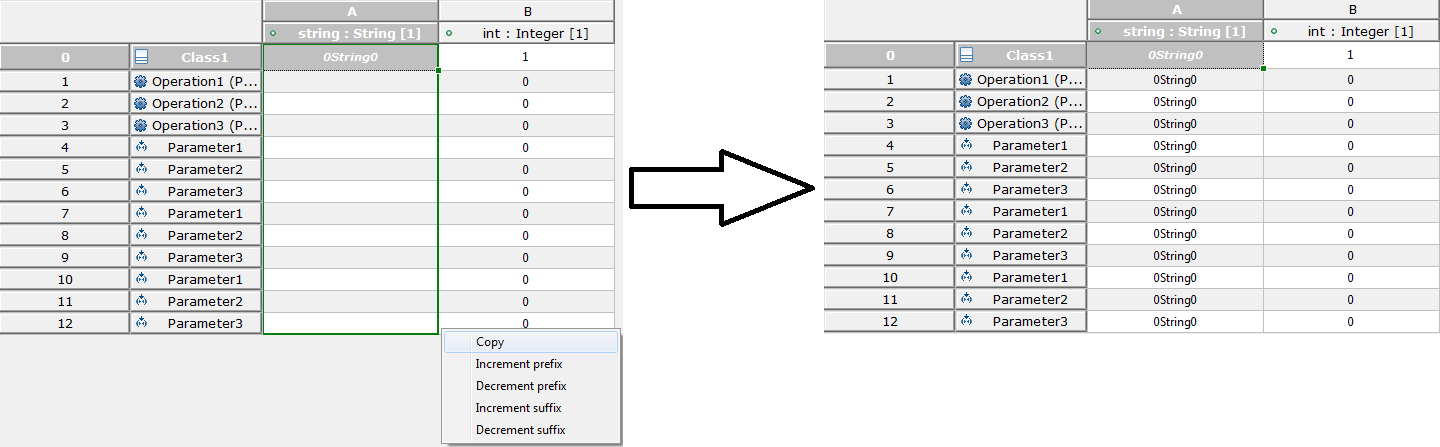 A B
string : String [1] int : Integer [1]
0 Class1 0String0 1
1 Operation1 (P... 0
2 Operation2 (P... 0
3 Operation3 (P... 0
4 Parameter1 0
5 Parameter2 0
6 Parameter3 0
7 Parameter1 0
8 Parameter2 0
9 Parameter3 0
10 Parameter1 0
11 Parameter2 0
12 Parameter3 0
Copy
Increment prefix
Decrement prefix
Increment suffix
Decrement suffix
A B
string : String [1] int : Integer [1]
0 Class1 0String0 1
1 Operation1 (P... 0String0 0
2 Operation2 (P... 0String0 0
3 Operation3 (P... 0String0 0
4 Parameter1 0String0 0
5 Parameter2 0String0 0
6 Parameter3 0String0 0
7 Parameter1 0String0 0
8 Parameter2 0String0 0
9 Parameter3 0String0 0
10 Parameter1 0String0 0
11 Parameter2 0String0 0
12 Parameter3 0String0 0